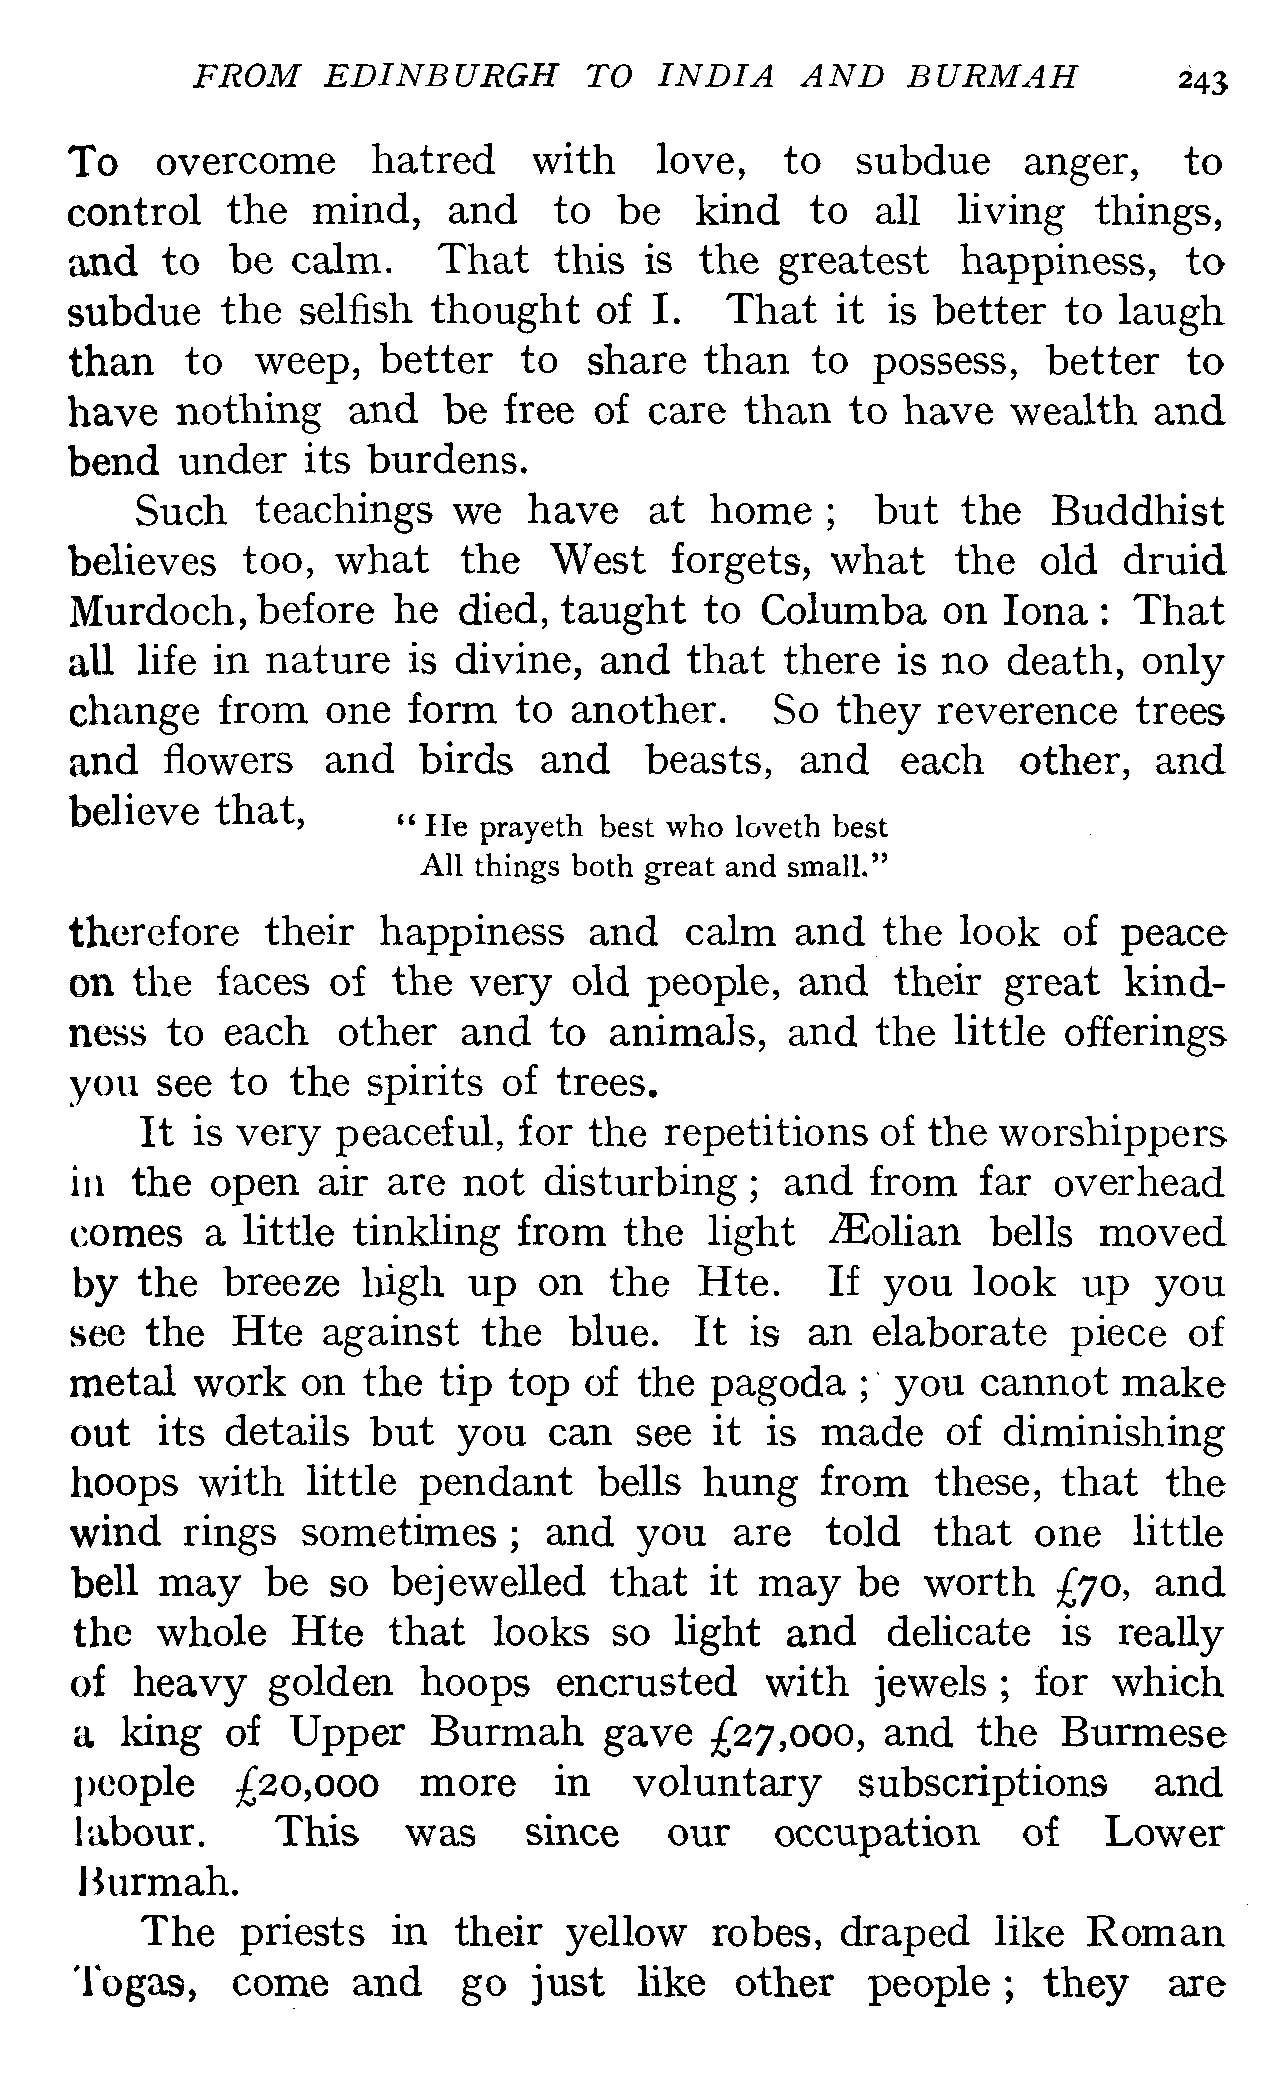 FROM EDINBURGH TO INDIA AND BURMAH 243
To overcome hatred with love, to subdue anger, to
control the mind, and to be kind to all living things,
and to be calm. That this is the greatest happiness, to
subdue the selfish thought of I. That it is better to laugh
than to weep, better to share than to possess, better to
have nothing and be free of care than to have wealth and
bend under its burdens.
Such teachings we have at home ; but the Buddhist
believes too, what the West forgets, what the old druid
Murdoch, before he died, taught to Columba on Iona : That
all life in nature is divine, and that there is no death, only
change from one form to another. So they reverence trees
and flowers and birds and beasts, and each other, and
believe that,
“ He prayeth best who loveth best
All things both great and small.”
therefore their happiness and calm and the look of peace
on the faces of the very old people, and their great kind-
ness to each other and to animals, and the little offerings
you see to the spirits of trees.
It is very peaceful, for the repetitions of the worshippers
in the open air are not disturbing ; and from far overhead
comes a little tinkling from the light Æolian bells moved
by the breeze high up on the Hte. If you look up you
see the Hte against the blue. It is an elaborate piece of
metal work on the tip top of the pagoda ; you cannot make
out its details but you can see it is made of diminishing
hoops with little pendant bells hung from these, that the
wind rings sometimes ; and you are told that one little
bell may be so bejewelled that it may be worth £70, and
the whole Hte that looks so light and delicate is really
of heavy golden hoops encrusted with jewels ; for which
a king of Upper Burmah gave £27,000, and the Burmese
people £20,000 more in voluntary subscriptions and
labour. This was since our occupation of Lower
Burmah.
The priests in their yellow robes, draped like Roman
Togas, come and go just like other people ; they are